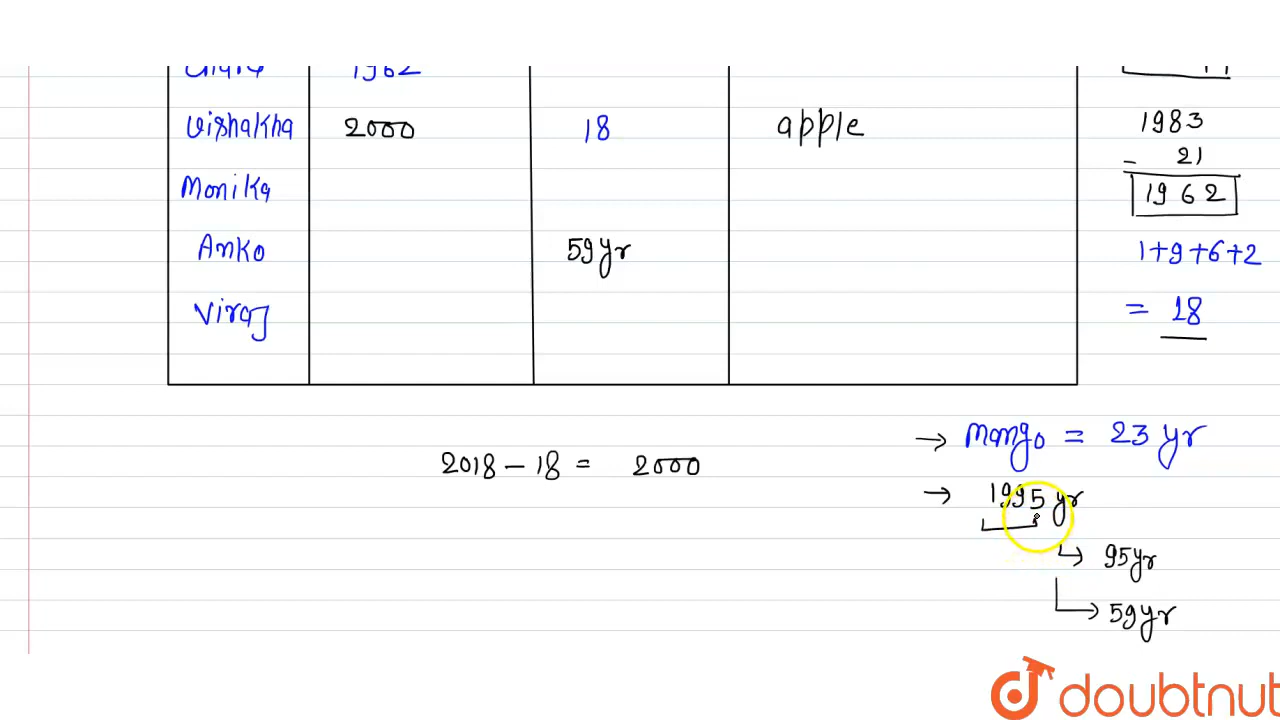 1962
Vishakha 2000 18 apple
Monika
Anko 59yr
Viraj
1983
- 21
1962
1+9+6+2
= 18
→ Mango = 23 yr
2018 - 18 = 2000
→ 1995 yr
↳ 95yr
↳ 59yr
doubtnut